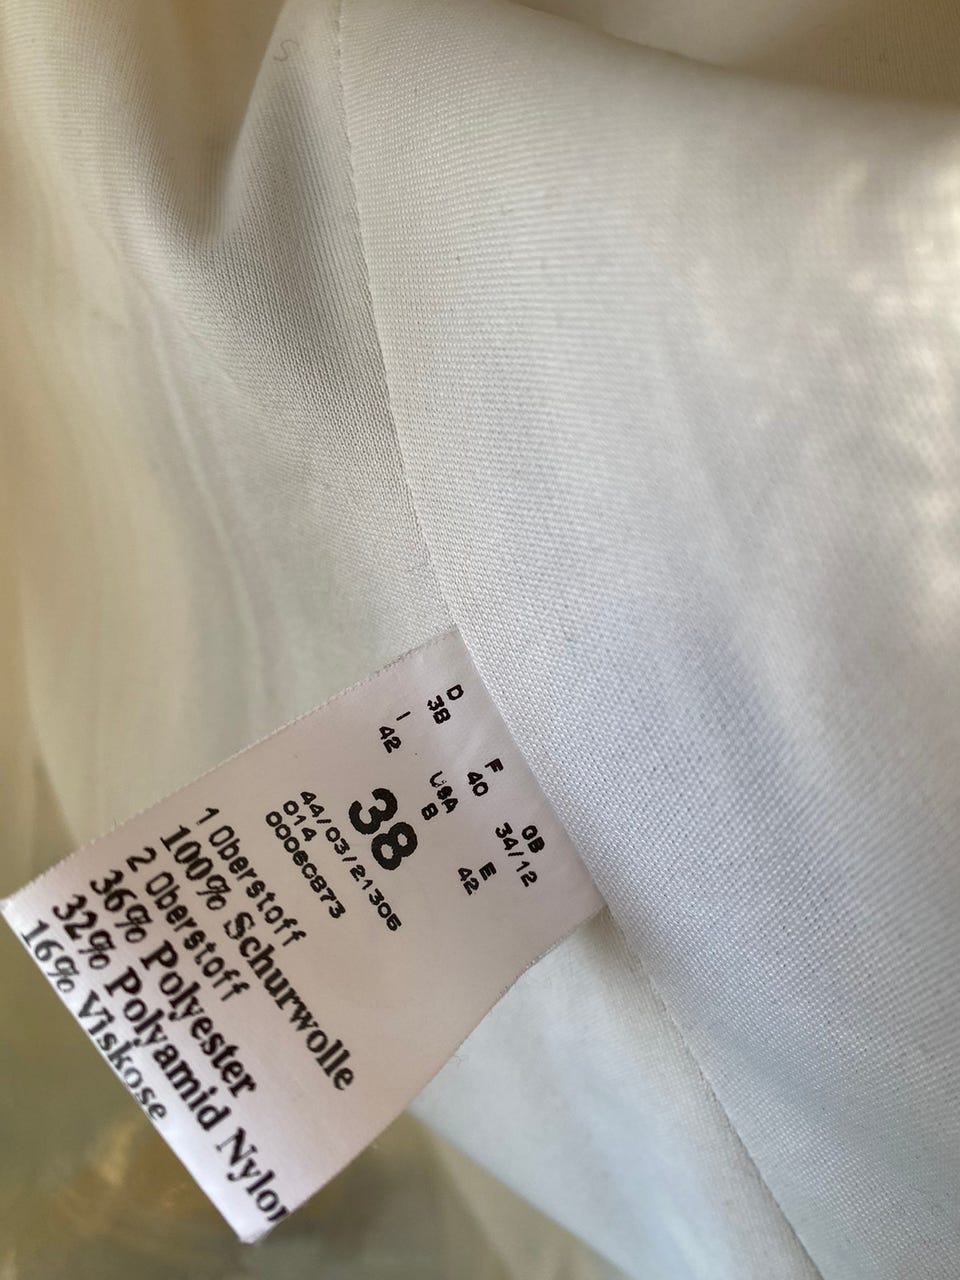 D F GB
38 40 34/12
I USA E
42 8 42
38
44/03/21305
014
0006C873
1 Oberstoff
100% Schurwolle
2 Oberstoff
36% Polyester
32% Polyamid Nylon
16% Viskose